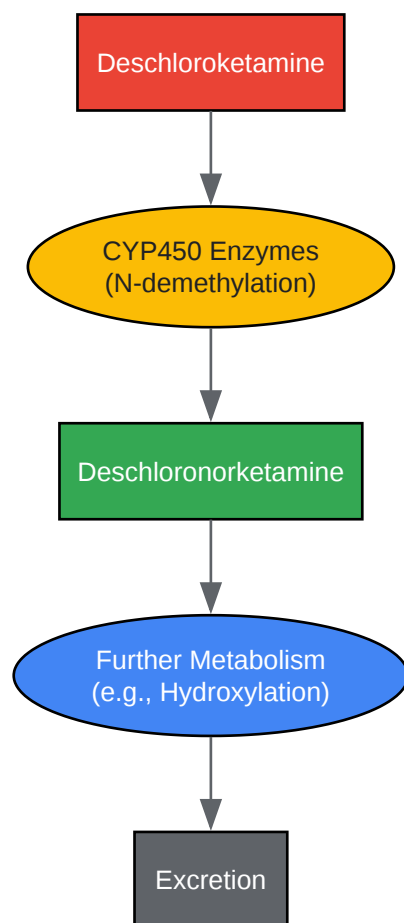 Deschloroketamine
CYP450 Enzymes
(N-demethylation)
Deschloronorketamine
Further Metabolism
(e.g., Hydroxylation)
Excretion